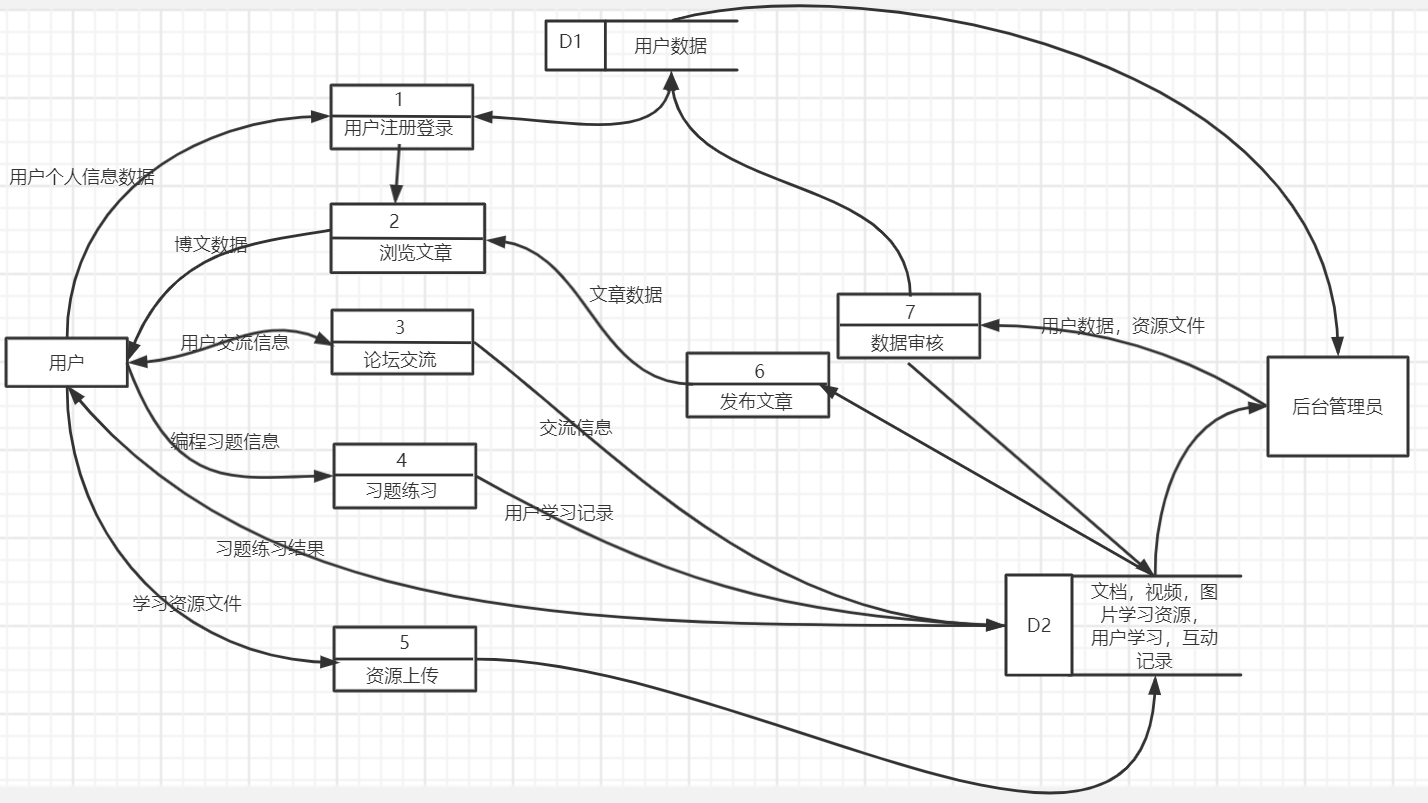 D1
用户数据
1
用户注册登录
用户个人信息数据
2
浏览文章
博文数据
文章数据
3
论坛交流
用户交流信息
7
数据审核
用户数据，资源文件
用户
6
发布文章
后台管理员
交流信息
编程习题信息
4
习题练习
用户学习记录
习题练习结果
学习资源文件
5
资源上传
D2
文档，视频，图
片学习资源，
用户学习，互动
记录